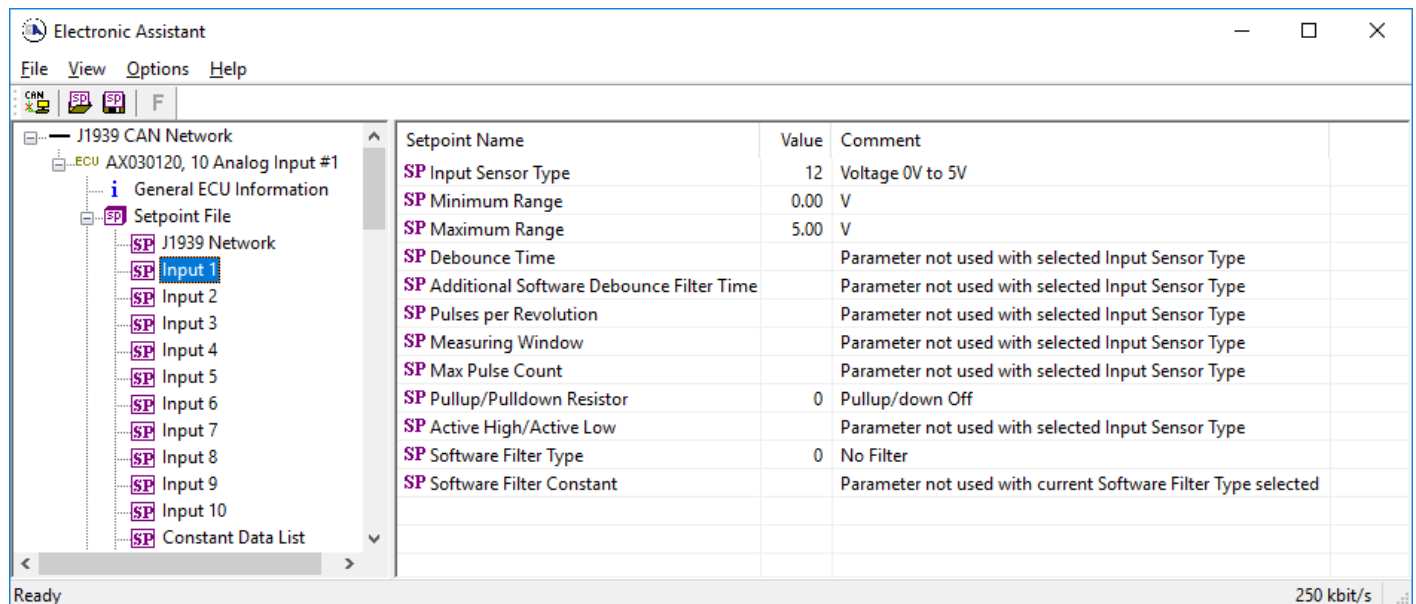 Electronic Assistant
File View Options Help
CAN SP SP F
J1939 CAN Network
ECU AX030120, 10 Analog Input #1
i General ECU Information
SP Setpoint File
SP J1939 Network
SP Input 1
SP Input 2
SP Input 3
SP Input 4
SP Input 5
SP Input 6
SP Input 7
SP Input 8
SP Input 9
SP Input 10
SP Constant Data List
Setpoint Name Value Comment
SP Input Sensor Type 12 Voltage 0V to 5V
SP Minimum Range 0.00 V
SP Maximum Range 5.00 V
SP Debounce Time Parameter not used with selected Input Sensor Type
SP Additional Software Debounce Filter Time Parameter not used with selected Input Sensor Type
SP Pulses per Revolution Parameter not used with selected Input Sensor Type
SP Measuring Window Parameter not used with selected Input Sensor Type
SP Max Pulse Count Parameter not used with selected Input Sensor Type
SP Pullup/Pulldown Resistor 0 Pullup/down Off
SP Active High/Active Low Parameter not used with selected Input Sensor Type
SP Software Filter Type 0 No Filter
SP Software Filter Constant Parameter not used with current Software Filter Type selected
Ready 250 kbit/s